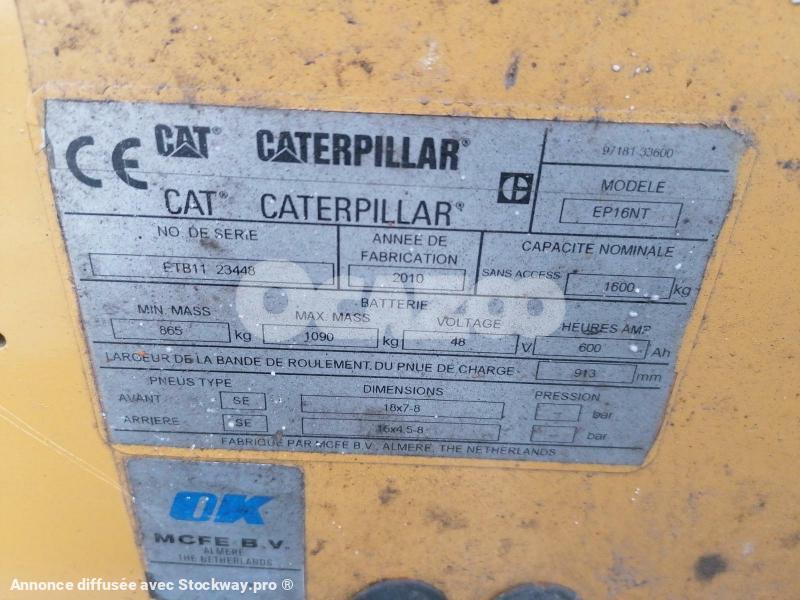 CE CAT® CATERPILLAR®
CAT® CATERPILLAR®
97181-33600
MODELE
EP16NT
NO. DE SERIE
ETB11 23448
ANNEE DE
FABRICATION
2010
CAPACITE NOMINALE
SANS ACCESS 1600 kg
BATTERIE
MIN. MASS 865 kg
MAX. MASS 1090 kg
VOLTAGE 48 V
HEURES AMP 600 Ah
LARGEUR DE LA BANDE DE ROULEMENT. DU PNUE DE CHARGE 913 mm
PNEUS TYPE DIMENSIONS PRESSION
AVANT SE 18x7-8 - bar
ARRIERE SE 16x4.5-8 - bar
FABRIQUE PAR MCFE B.V., ALMERE, THE NETHERLANDS
Ocazoo
OK
MCFE B.V.
ALMERE
THE NETHERLANDS
Annonce diffusée avec Stockway.pro ®